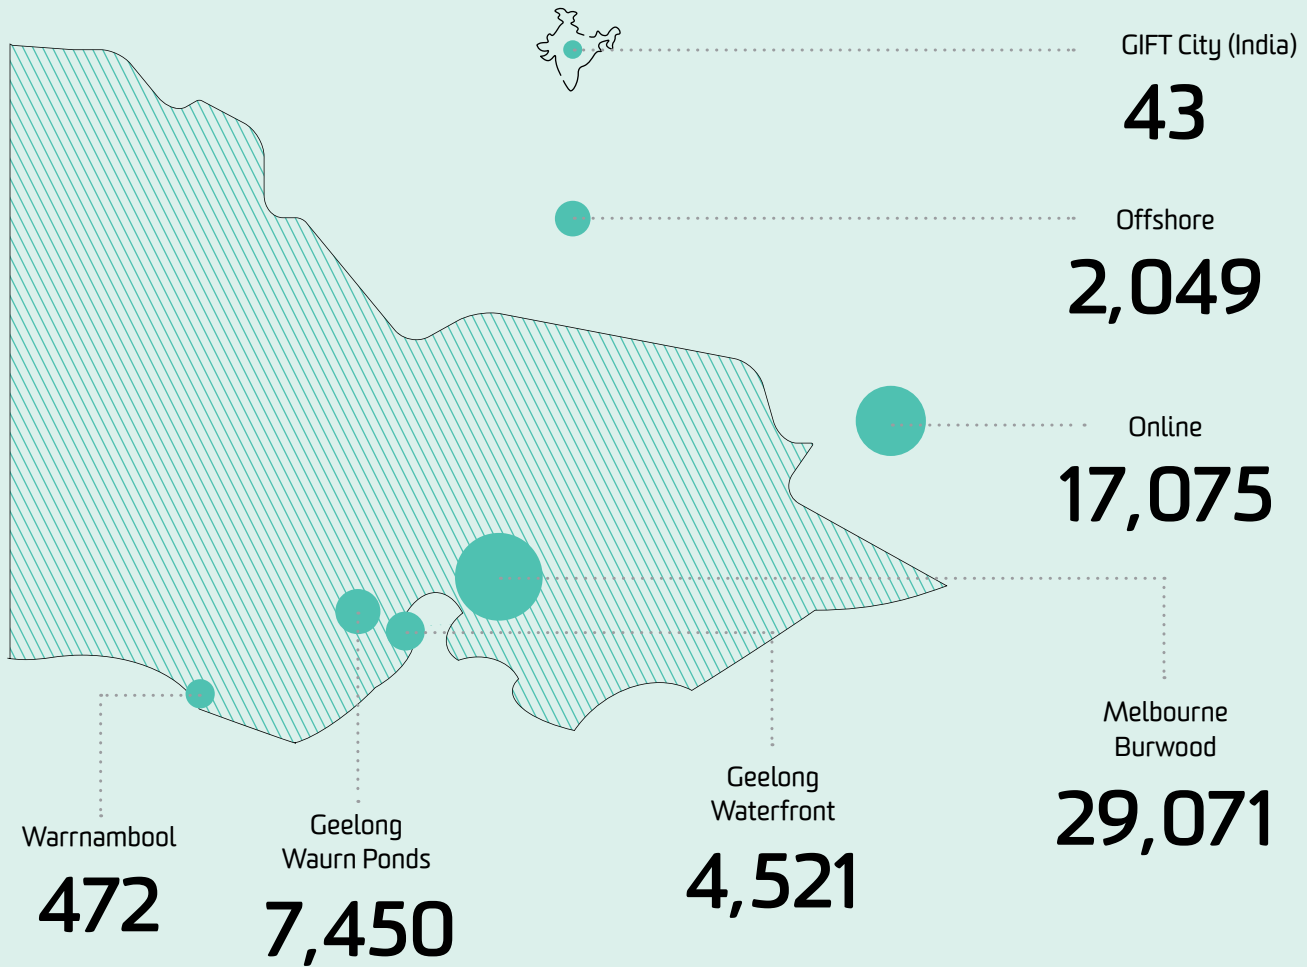 GIFT City (India)
43
Offshore
2,049
Online
17,075
Melbourne
Burwood
29,071
Geelong
Waterfront
4,521
Geelong
Waurn Ponds
7,450
Warrnambool
472